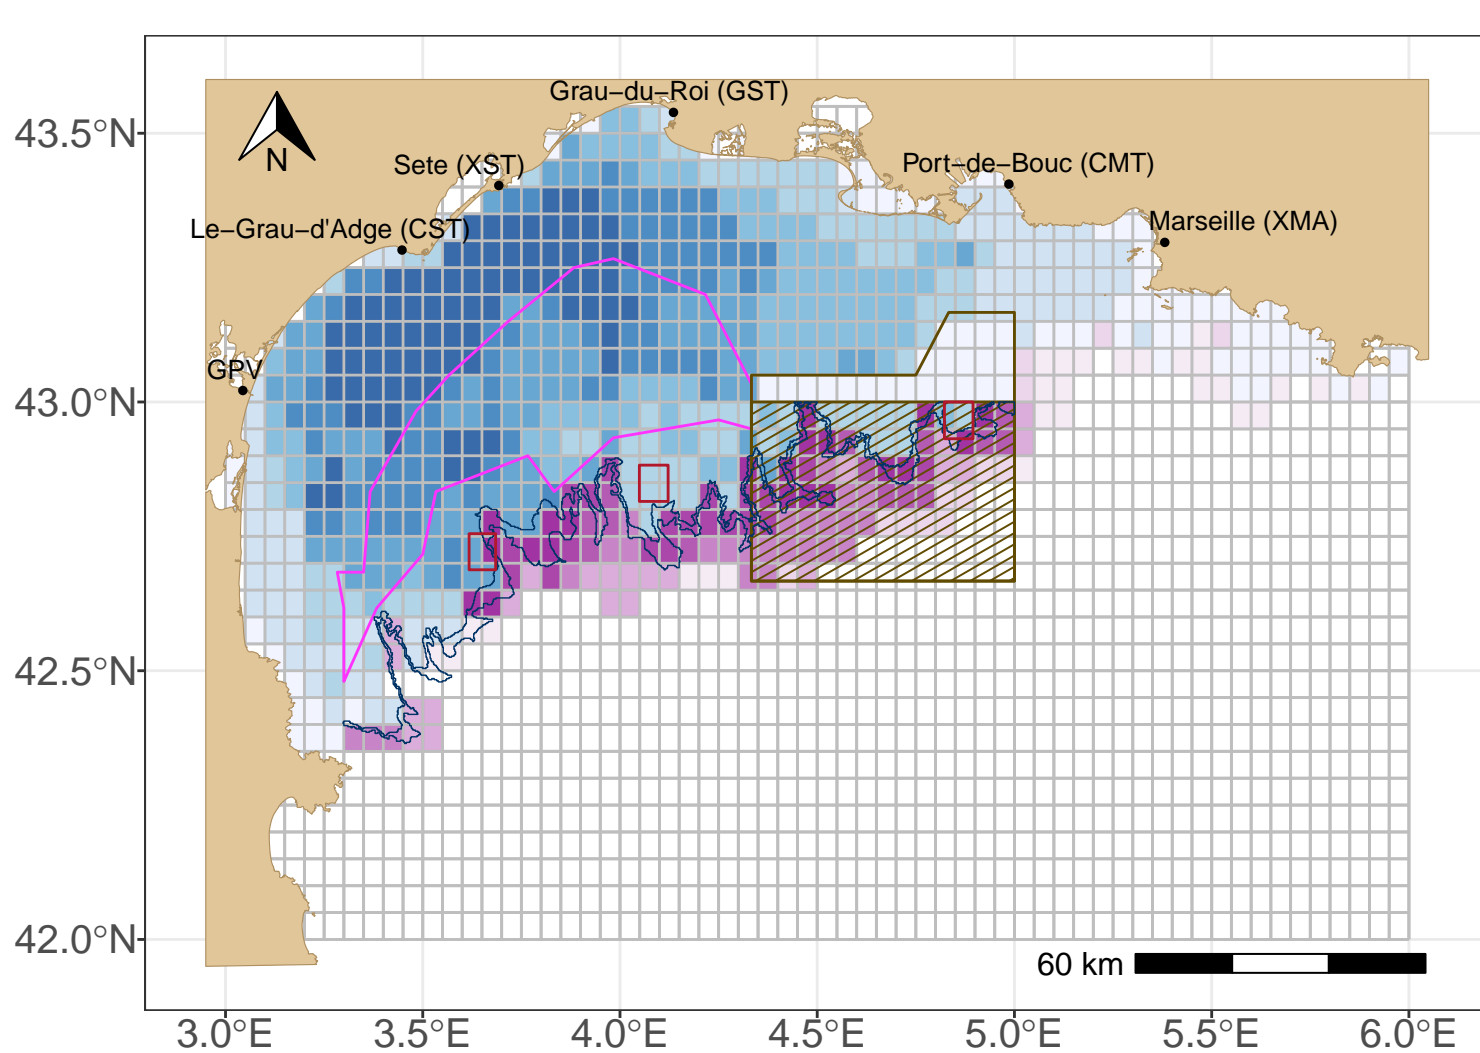 Grau−du−Roi (GST)
43.5°N
N
Sete (XST)
Port−de−Bouc (CMT)
Le−Grau−d'Adge (CST)
Marseille (XMA)
GPV
43.0°N
42.5°N
42.0°N
60 km
3.0°E 3.5°E 4.0°E 4.5°E 5.0°E 5.5°E 6.0°E